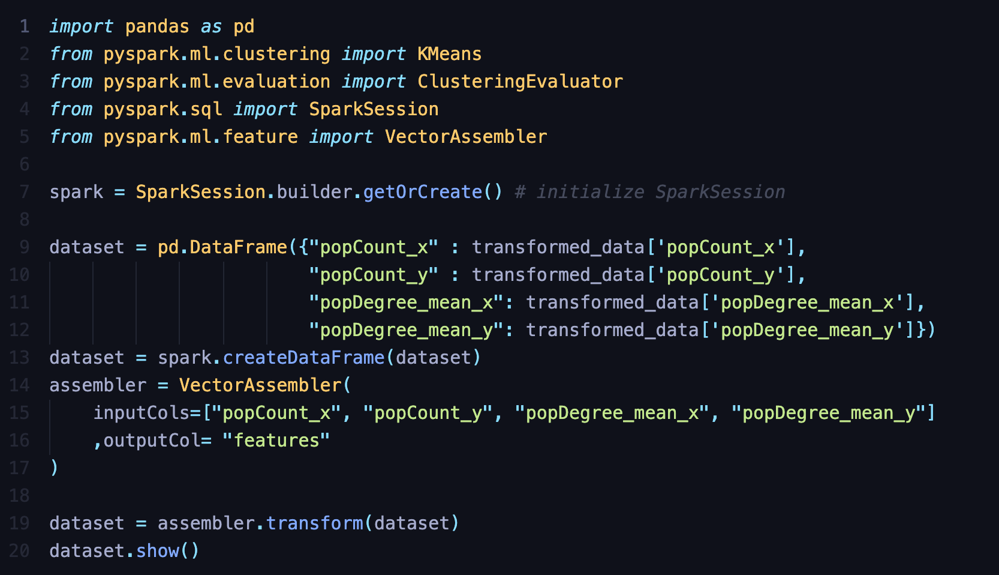 1 import pandas as pd
2 from pyspark.ml.clustering import KMeans
3 from pyspark.ml.evaluation import ClusteringEvaluator
4 from pyspark.sql import SparkSession
5 from pyspark.ml.feature import VectorAssembler
6
7 spark = SparkSession.builder.getOrCreate() # initialize SparkSession
8
9 dataset = pd.DataFrame({"popCount_x" : transformed_data['popCount_x'],
10                         "popCount_y" : transformed_data['popCount_y'],
11                         "popDegree_mean_x": transformed_data['popDegree_mean_x'],
12                         "popDegree_mean_y": transformed_data['popDegree_mean_y']})
13 dataset = spark.createDataFrame(dataset)
14 assembler = VectorAssembler(
15     inputCols=["popCount_x", "popCount_y", "popDegree_mean_x", "popDegree_mean_y"]
16     ,outputCol= "features"
17 )
18
19 dataset = assembler.transform(dataset)
20 dataset.show()